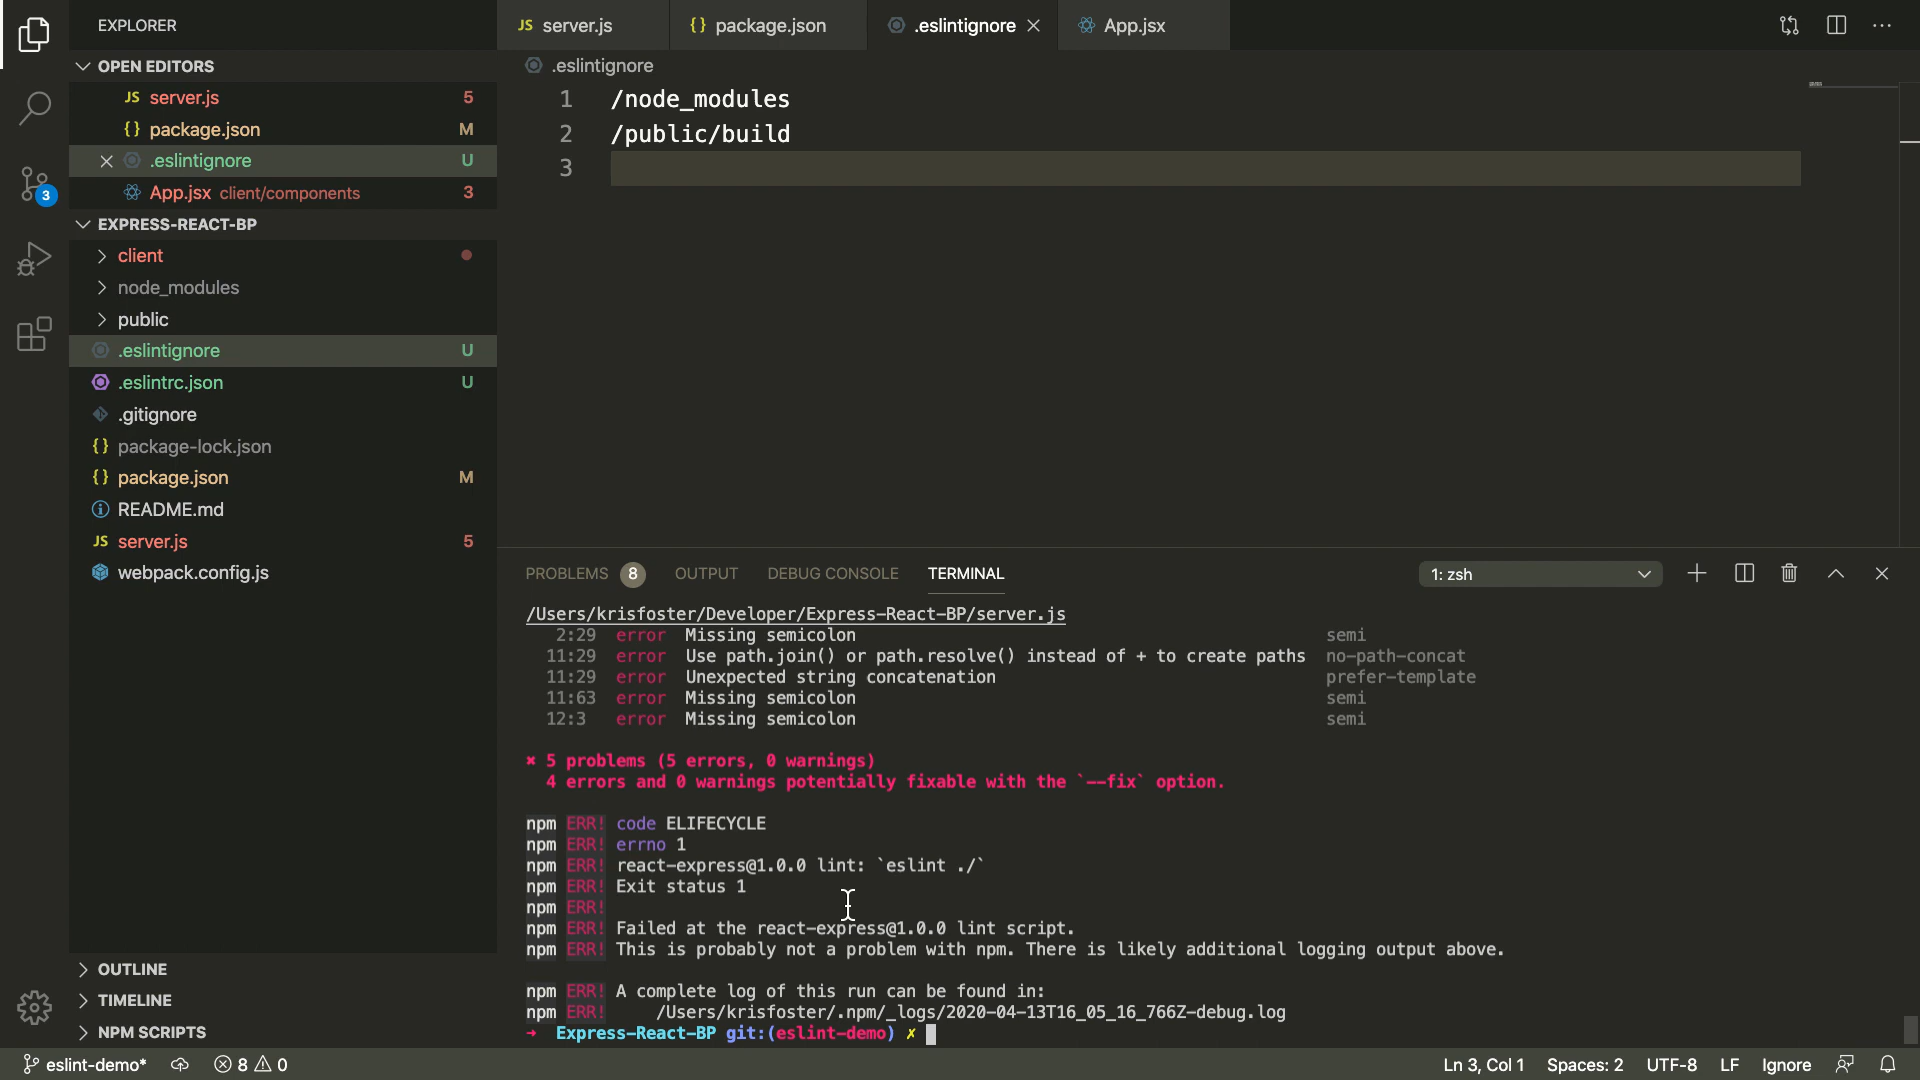 EXPLORER
OPEN EDITORS
JS server.js 5
{} package.json M
.eslintignore U
App.jsx client/components 3
EXPRESS-REACT-BP
client
node_modules
public
.eslintignore U
.eslintrc.json U
.gitignore
{} package-lock.json
{} package.json M
README.md
JS server.js 5
webpack.config.js
OUTLINE
TIMELINE
NPM SCRIPTS
3
JS server.js {} package.json .eslintignore App.jsx
.eslintignore
1 /node_modules
2 /public/build
3
PROBLEMS 8 OUTPUT DEBUG CONSOLE TERMINAL 1: zsh
/Users/krisfoster/Developer/Express-React-BP/server.js
2:29 error Missing semicolon semi
11:29 error Use path.join() or path.resolve() instead of + to create paths no-path-concat
11:29 error Unexpected string concatenation prefer-template
11:63 error Missing semicolon semi
12:3 error Missing semicolon semi
✖ 5 problems (5 errors, 0 warnings)
4 errors and 0 warnings potentially fixable with the `--fix` option.
npm ERR! code ELIFECYCLE
npm ERR! errno 1
npm ERR! react-express@1.0.0 lint: `eslint ./`
npm ERR! Exit status 1
npm ERR!
npm ERR! Failed at the react-express@1.0.0 lint script.
npm ERR! This is probably not a problem with npm. There is likely additional logging output above.
npm ERR! A complete log of this run can be found in:
npm ERR! /Users/krisfoster/.npm/_logs/2020-04-13T16_05_16_766Z-debug.log
→ Express-React-BP git:(eslint-demo) ✗
eslint-demo* 8 0 Ln 3, Col 1 Spaces: 2 UTF-8 LF Ignore